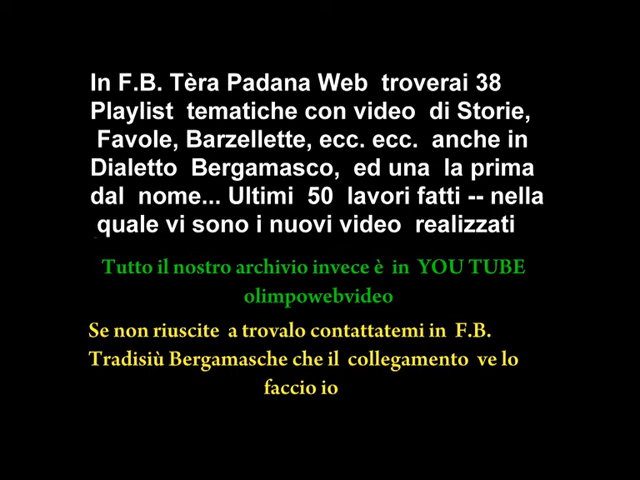 In F.B. Tèra Padana Web troverai 38
Playlist tematiche con video di Storie,
Favole, Barzellette, ecc. ecc. anche in
Dialetto Bergamasco, ed una la prima
dal nome... Ultimi 50 lavori fatti -- nella
quale vi sono i nuovi video realizzati
Tutto il nostro archivio invece è in YOU TUBE
olimpowebvideo
Se non riuscite a trovalo contattatemi in F.B.
Tradisiù Bergamasche che il collegamento ve lo
faccio io